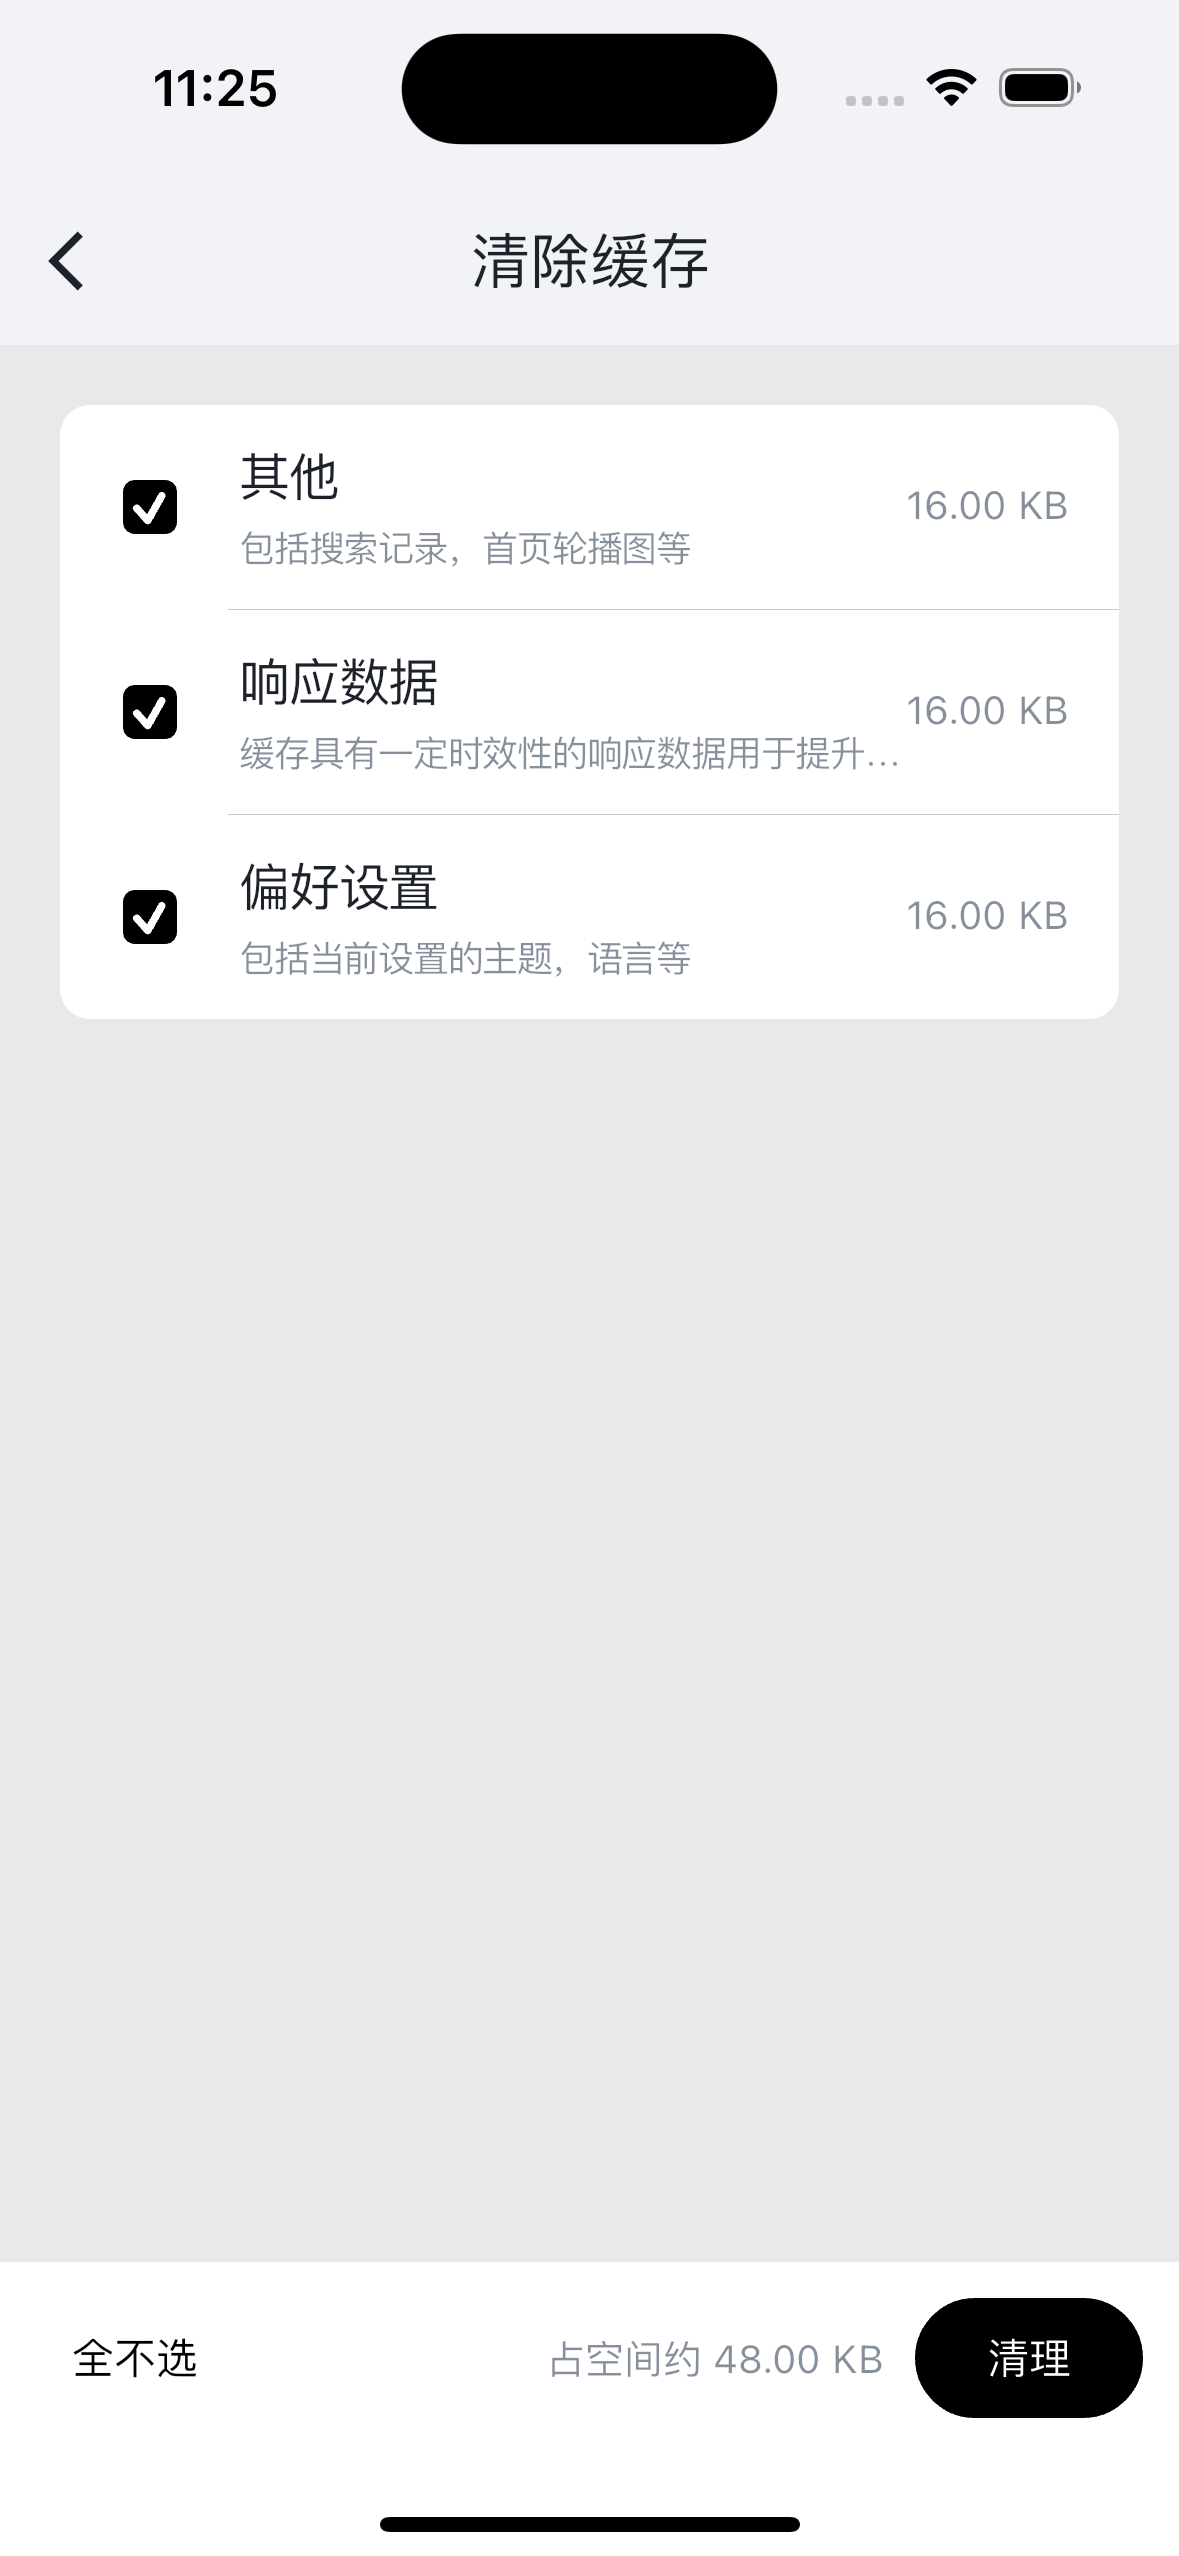 11:25
清除缓存
其他
16.00 KB
包括搜索记录，首页轮播图等
响应数据
16.00 KB
缓存具有一定时效性的响应数据用于提升...
偏好设置
16.00 KB
包括当前设置的主题，语言等
全不选
占空间约 48.00 KB
清理